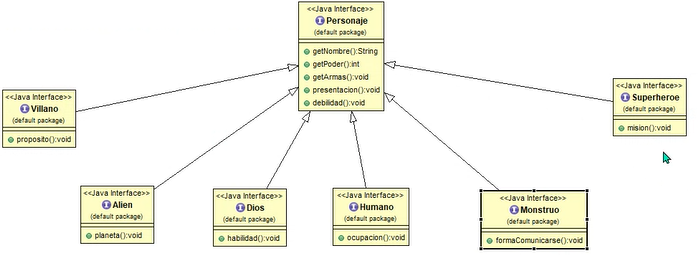 <<Java Interface>>
Personaje
(default package)
getNombre():String
getPoder():int
getArmas():void
presentacion():void
debilidad():void
<<Java Interface>>
Villano
(default package)
proposito():void
<<Java Interface>>
Superheroe
(default package)
mision():void
<<Java Interface>>
Alien
(default package)
planeta():void
<<Java Interface>>
Dios
(default package)
habilidad():void
<<Java Interface>>
Humano
(default package)
ocupacion():void
<<Java Interface>>
Monstruo
(default package)
formaComunicarse():void